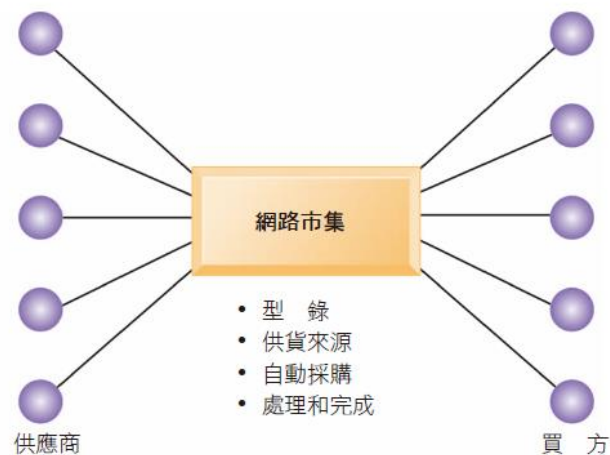 網路市集
• 型　錄
• 供貨來源
• 自動採購
• 處理和完成
供應商
買　方